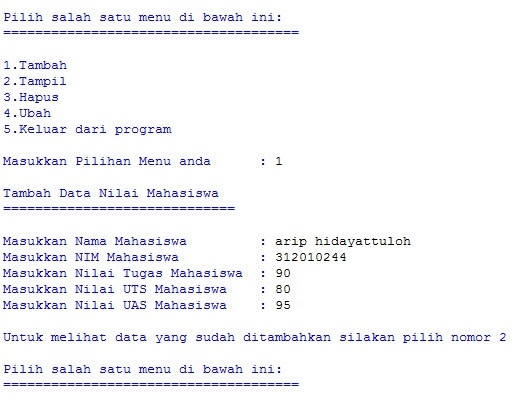 Pilih salah satu menu di bawah ini:
=====================================
1.Tambah
2.Tampil
3.Hapus
4.Ubah
5.Keluar dari program
Masukkan Pilihan Menu anda      : 1
Tambah Data Nilai Mahasiswa
=============================
Masukkan Nama Mahasiswa         : arip hidayattuloh
Masukkan NIM Mahasiswa          : 312010244
Masukkan Nilai Tugas Mahasiswa  : 90
Masukkan Nilai UTS Mahasiswa    : 80
Masukkan Nilai UAS Mahasiswa    : 95
Untuk melihat data yang sudah ditambahkan silakan pilih nomor 2
Pilih salah satu menu di bawah ini:
=====================================